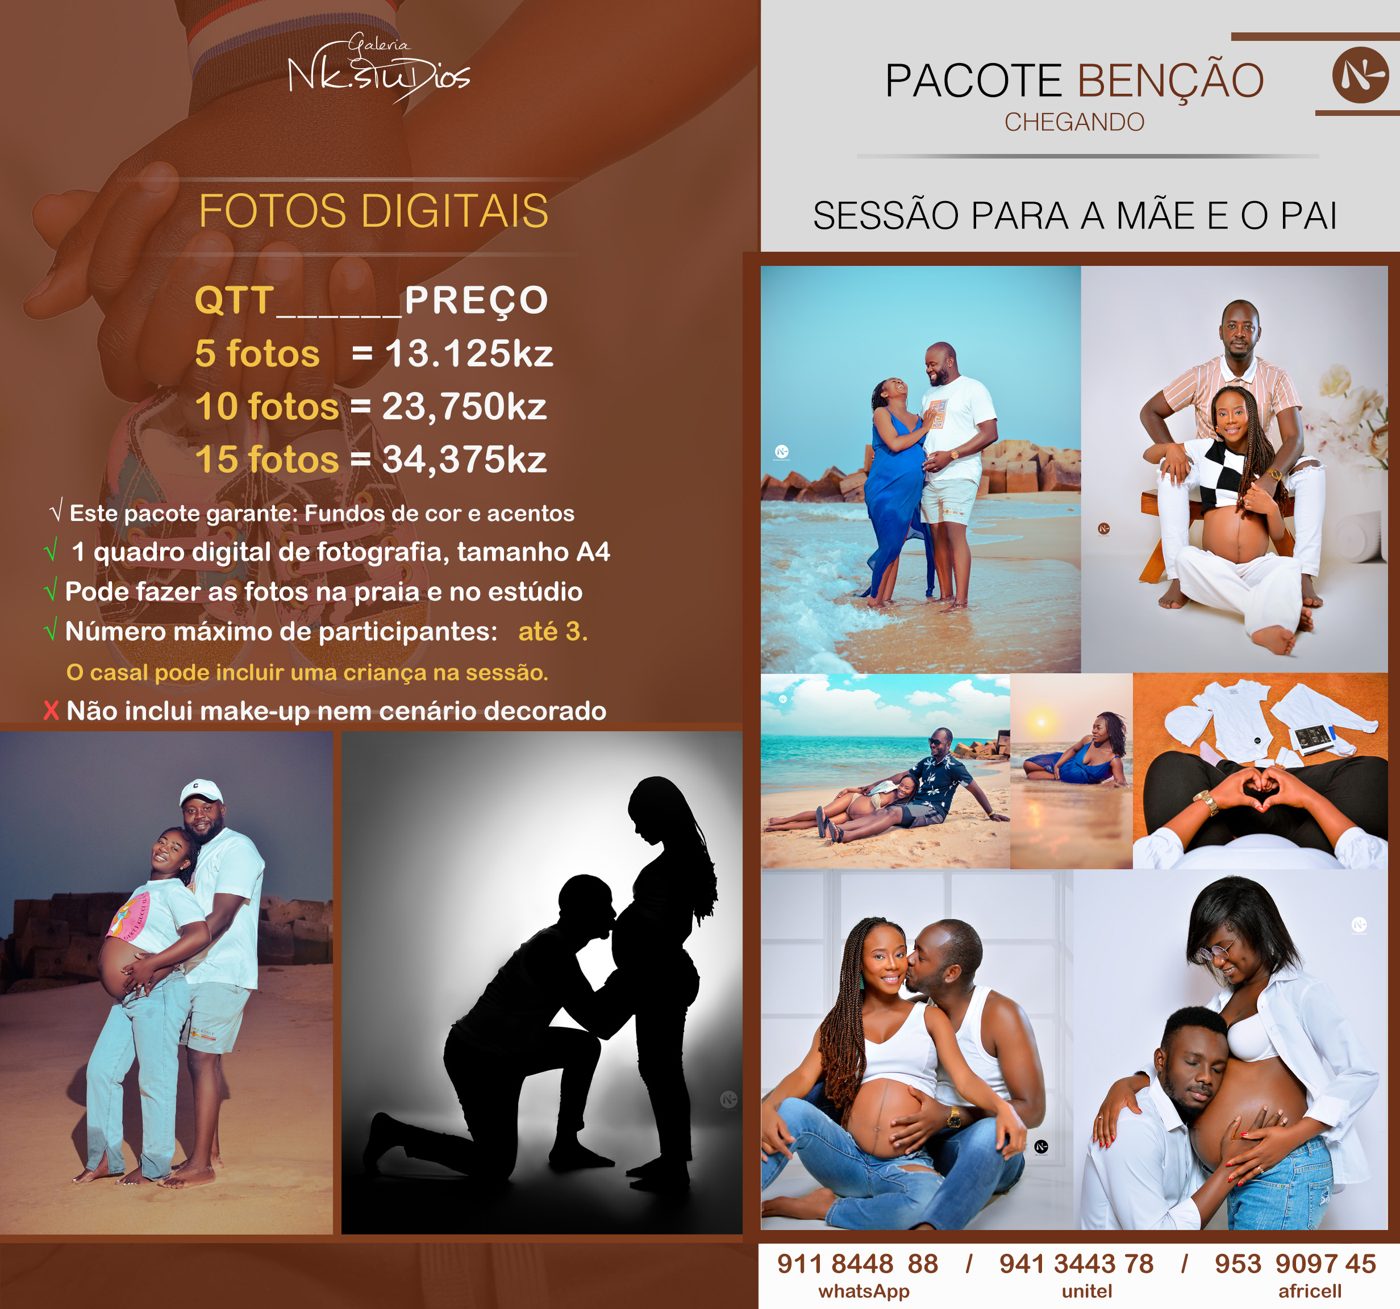 Galeria
Nk.studios
FOTOS DIGITAIS
QTT______PREÇO
5 fotos = 13.125kz
10 fotos = 23,750kz
15 fotos = 34,375kz
√ Este pacote garante: Fundos de cor e acentos
√ 1 quadro digital de fotografia, tamanho A4
√ Pode fazer as fotos na praia e no estúdio
√ Número máximo de participantes: até 3.
O casal pode incluir uma criança na sessão.
X Não inclui make-up nem cenário decorado
PACOTE BENÇÃO
CHEGANDO
SESSÃO PARA A MÃE E O PAI
911 8448 88 / 941 3443 78 / 953 9097 45
whatsApp unitel africell